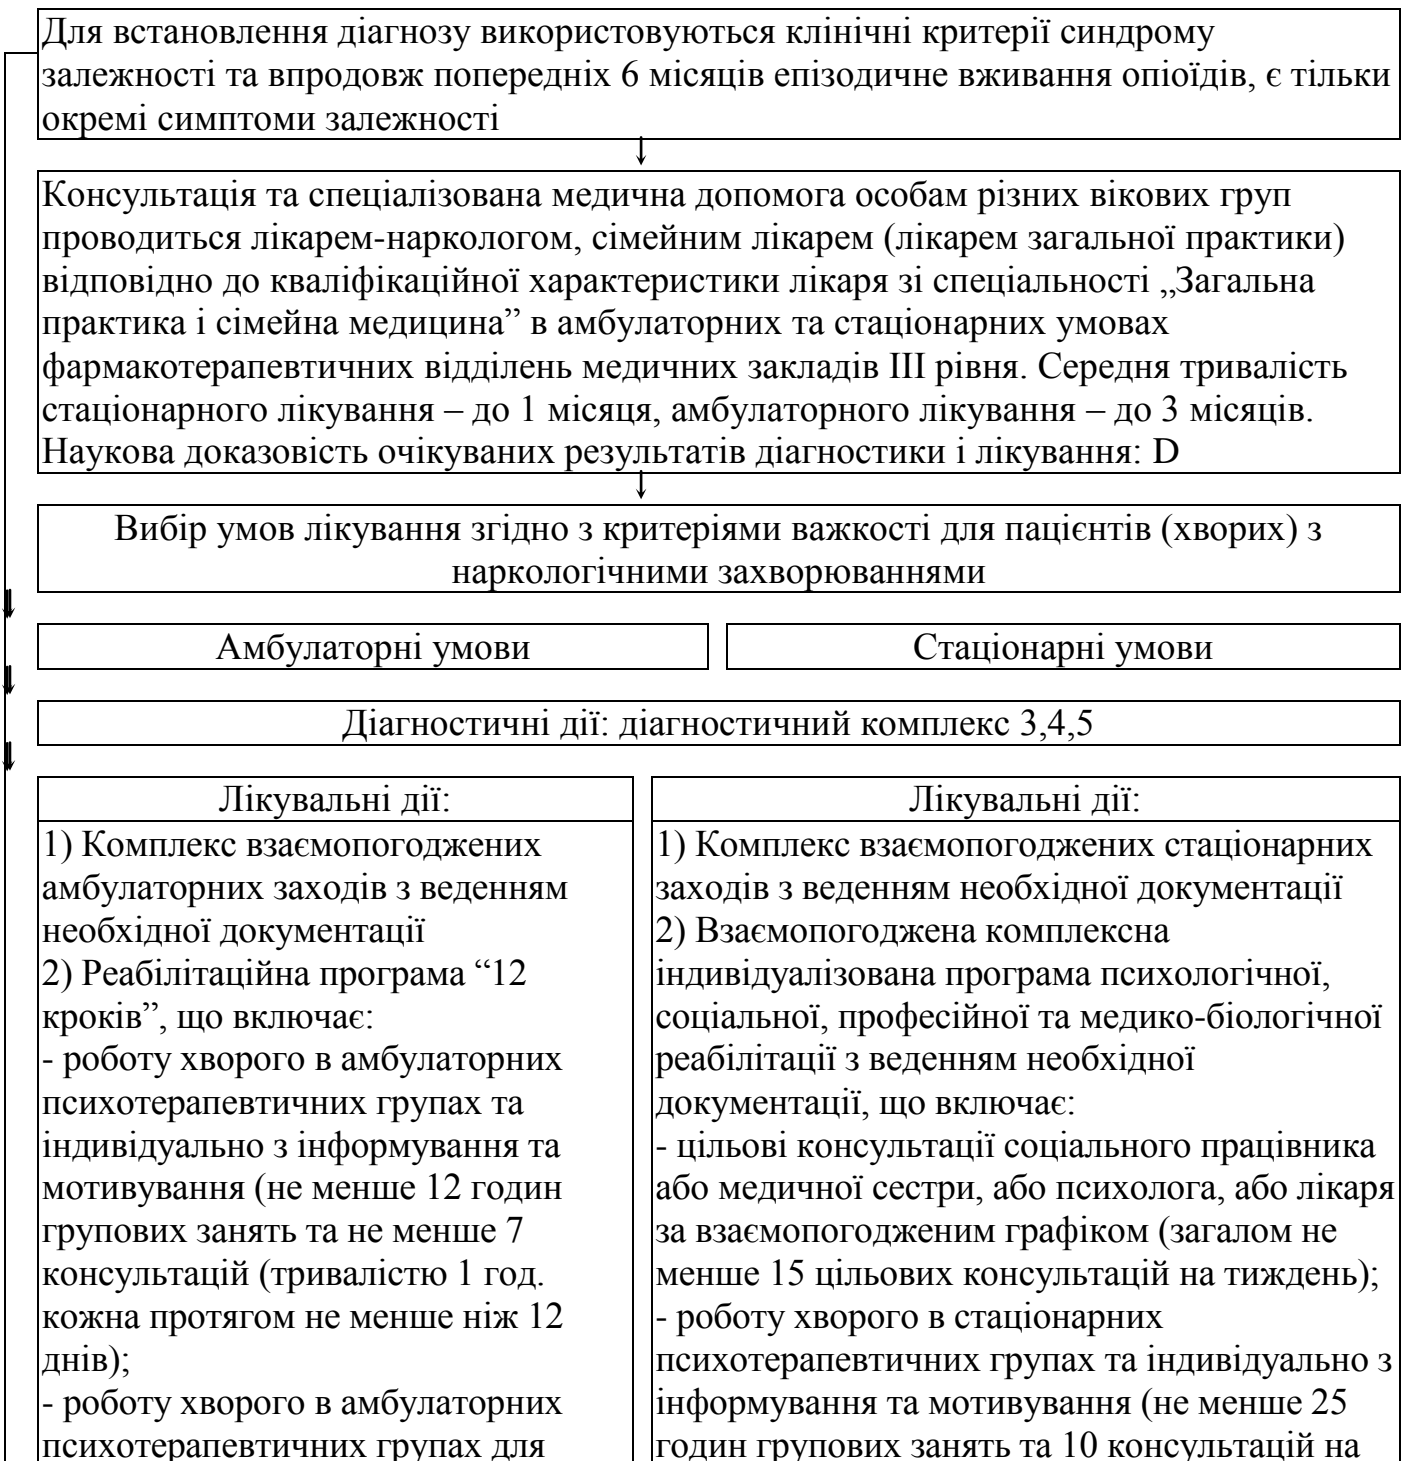 Для встановлення діагнозу використовуються клінічні критерії синдрому
залежності та впродовж попередніх 6 місяців епізодичне вживання опіоїдів, є тільки
окремі симптоми залежності
Консультація та спеціалізована медична допомога особам різних вікових груп
проводиться лікарем-наркологом, сімейним лікарем (лікарем загальної практики)
відповідно до кваліфікаційної характеристики лікаря зі спеціальності „Загальна
практика і сімейна медицина” в амбулаторних та стаціонарних умовах
фармакотерапевтичних відділень медичних закладів III рівня. Середня тривалість
стаціонарного лікування – до 1 місяця, амбулаторного лікування – до 3 місяців.
Наукова доказовість очікуваних результатів діагностики і лікування: D
Вибір умов лікування згідно з критеріями важкості для пацієнтів (хворих) з
наркологічними захворюваннями
Амбулаторні умови
Стаціонарні умови
Діагностичні дії: діагностичний комплекс 3,4,5
Лікувальні дії:
1) Комплекс взаємопогоджених
амбулаторних заходів з веденням
необхідної документації
2) Реабілітаційна програма “12
кроків”, що включає:
- роботу хворого в амбулаторних
психотерапевтичних групах та
індивідуально з інформування та
мотивування (не менше 12 годин
групових занять та не менше 7
консультацій (тривалістю 1 год.
кожна протягом не менше ніж 12
днів);
- роботу хворого в амбулаторних
психотерапевтичних групах для
Лікувальні дії:
1) Комплекс взаємопогоджених стаціонарних
заходів з веденням необхідної документації
2) Взаємопогоджена комплексна
індивідуалізована програма психологічної,
соціальної, професійної та медико-біологічної
реабілітації з веденням необхідної
документації, що включає:
- цільові консультації соціального працівника
або медичної сестри, або психолога, або лікаря
за взаємопогодженим графіком (загалом не
менше 15 цільових консультацій на тиждень);
- роботу хворого в стаціонарних
психотерапевтичних групах та індивідуально з
інформування та мотивування (не менше 25
годин групових занять та 10 консультацій на